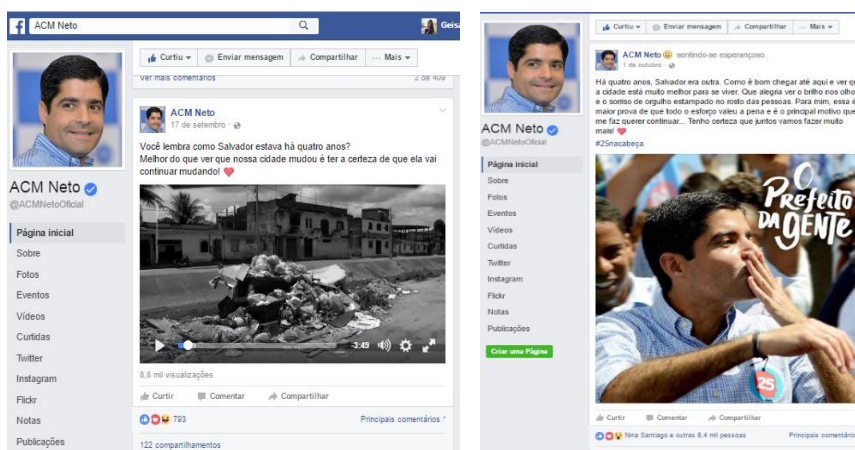 ACM Neto
Geisa
Curtiu
Enviar mensagem
Compartilhar
Mais
Ver mais comentários
2 de 409
ACM Neto
17 de setembro
Você lembra como Salvador estava há quatro anos?
Melhor do que ver que nossa cidade mudou é ter a certeza de que ela vai
continuar mudando!
-3:49
8,8 mil visualizações
Curtir
Comentar
Compartilhar
793
Principais comentários
122 compartilhamentos
ACM Neto
@ACMNetoOficial
Página inicial
Sobre
Fotos
Eventos
Vídeos
Curtidas
Twitter
Instagram
Flickr
Notas
Publicações
Curtiu
Enviar mensagem
Compartilhar
Mais
ACM Neto
sentindo-se esperançoso.
1 de outubro
Há quatro anos, Salvador era outra. Como é bom chegar até aqui e ver
a cidade está muito melhor para se viver. Que alegria ver o brilho nos
e o sorriso de orgulho estampado no rosto das pessoas. Para mim, essa é
maior prova de que todo o esforço valeu a pena e é o principal motivo
me faz querer continuar... Tenho certeza que juntos vamos fazer muito
mais!
#25nacabeça
O
Prefeito
DA GENTE
25
Curtir
Comentar
Compartilhar
Nina Santiago e outras 8,4 mil pessoas
Principais
ACM Neto
@ACMNetoOficial
Página inicial
Sobre
Fotos
Eventos
Vídeos
Curtidas
Twitter
Instagram
Flickr
Notas
Publicações
Criar uma Página